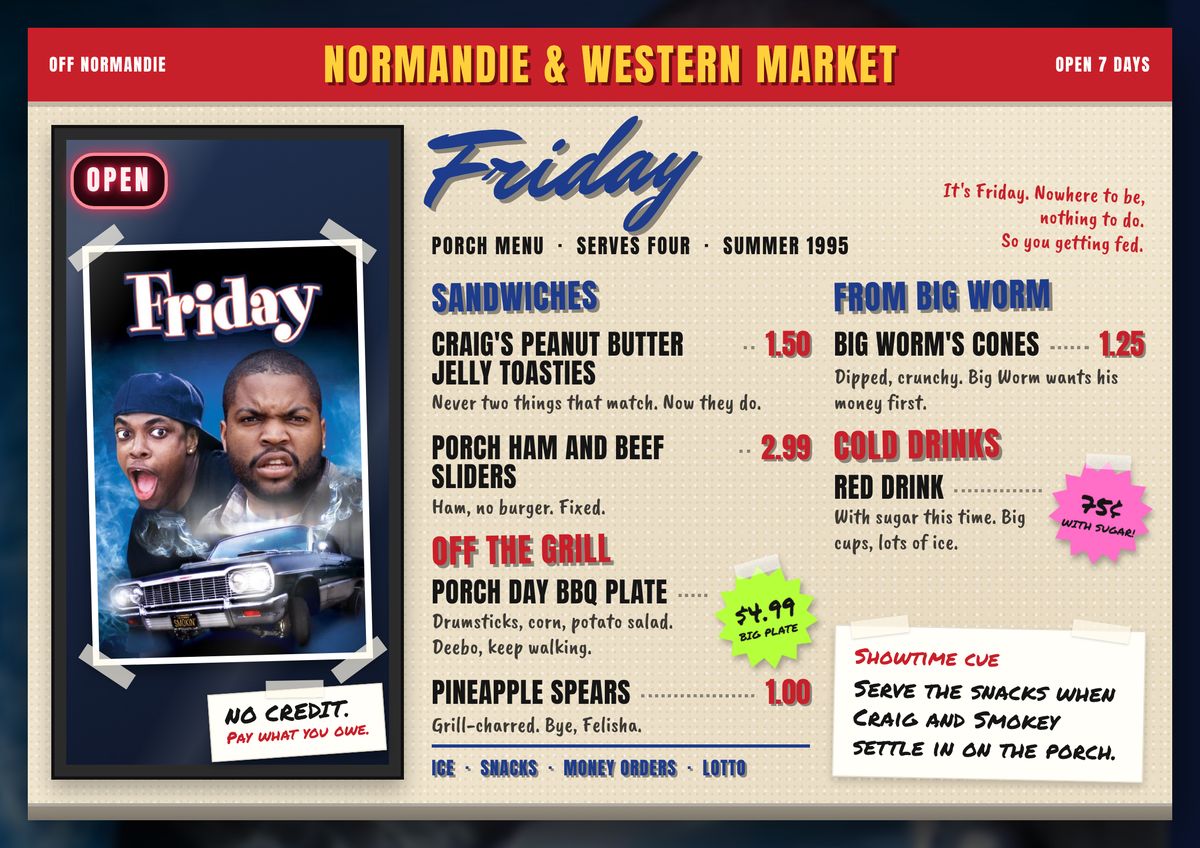 OFF NORMANDIE
NORMANDIE & WESTERN MARKET
OPEN 7 DAYS
OPEN
Friday
SMOKIN
NO CREDIT.
PAY WHAT YOU OWE.
Friday
PORCH MENU · SERVES FOUR · SUMMER 1995
It's Friday. Nowhere to be,
nothing to do.
So you getting fed.
SANDWICHES
CRAIG'S PEANUT BUTTER
JELLY TOASTIES
1.50
Never two things that match. Now they do.
PORCH HAM AND BEEF
SLIDERS
2.99
Ham, no burger. Fixed.
OFF THE GRILL
PORCH DAY BBQ PLATE
$4.99
BIG PLATE
Drumsticks, corn, potato salad.
Deebo, keep walking.
PINEAPPLE SPEARS 1.00
Grill-charred. Bye, Felisha.
ICE · SNACKS · MONEY ORDERS · LOTTO
FROM BIG WORM
BIG WORM'S CONES 1.25
Dipped, crunchy. Big Worm wants his
money first.
COLD DRINKS
RED DRINK
75¢
WITH SUGAR!
With sugar this time. Big
cups, lots of ice.
SHOWTIME CUE
SERVE THE SNACKS WHEN
CRAIG AND SMOKEY
SETTLE IN ON THE PORCH.